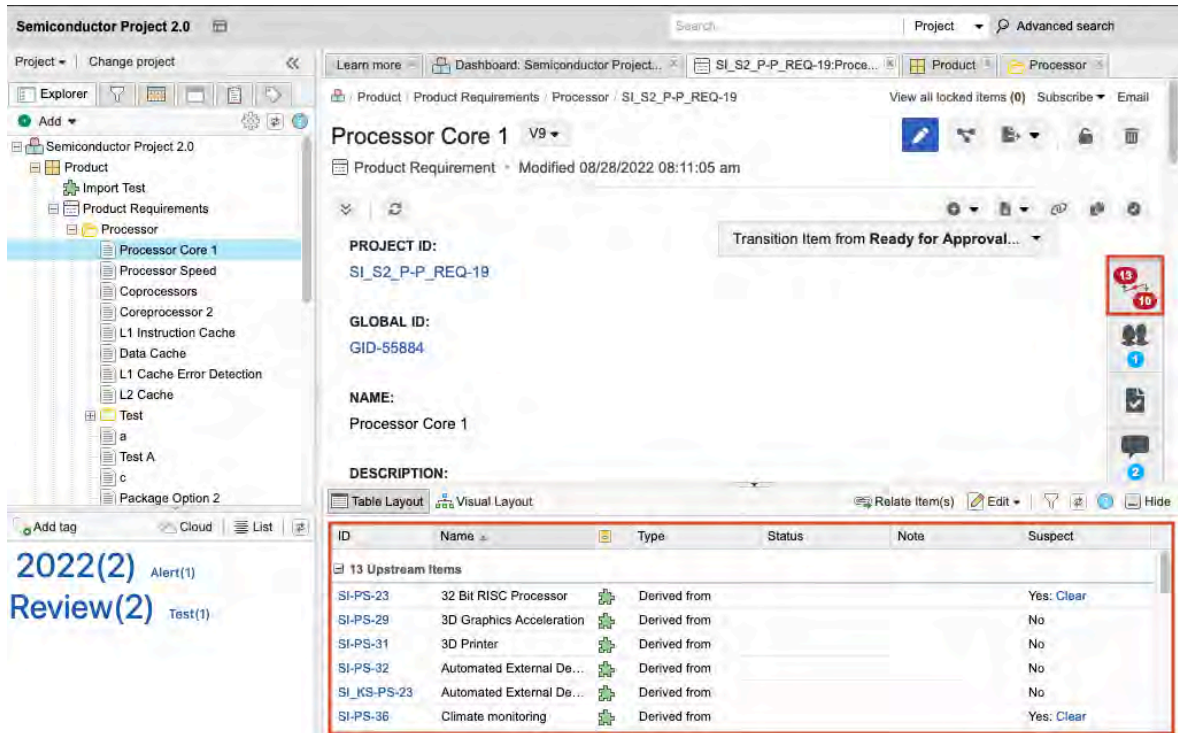 Semiconductor Project 2.0
Search
Project
Advanced search
Project
Change project
Explorer
Add
Semiconductor Project 2.0
Product
Import Test
Product Requirements
Processor
Processor Core 1
Processor Speed
Coprocessors
Coreprocessor 2
L1 Instruction Cache
Data Cache
L1 Cache Error Detection
L2 Cache
Test
a
Test A
c
Package Option 2
Add tag
Cloud
List
2022(2) Alert(1)
Review(2) Test(1)
Learn more
Dashboard: Semiconductor Project...
SI_S2_P-P_REQ-19:Proce...
Product
Processor
/ Product / Product Requirements / Processor / SI_S2_P-P_REQ-19
View all locked items (0) Subscribe Email
Processor Core 1 V9
Product Requirement • Modified 08/28/2022 08:11:05 am
Transition Item from Ready for Approval...
PROJECT ID:
SI_S2_P-P_REQ-19
GLOBAL ID:
GID-55884
NAME:
Processor Core 1
DESCRIPTION:
13
10
1
2
Table Layout Visual Layout
Relate Item(s) Edit Hide
ID Name Type Status Note Suspect
13 Upstream Items
SI-PS-23 32 Bit RISC Processor Derived from Yes: Clear
SI-PS-29 3D Graphics Acceleration Derived from No
SI-PS-31 3D Printer Derived from No
SI-PS-32 Automated External De... Derived from No
SI_KS-PS-23 Automated External De... Derived from No
SI-PS-36 Climate monitoring Derived from Yes: Clear